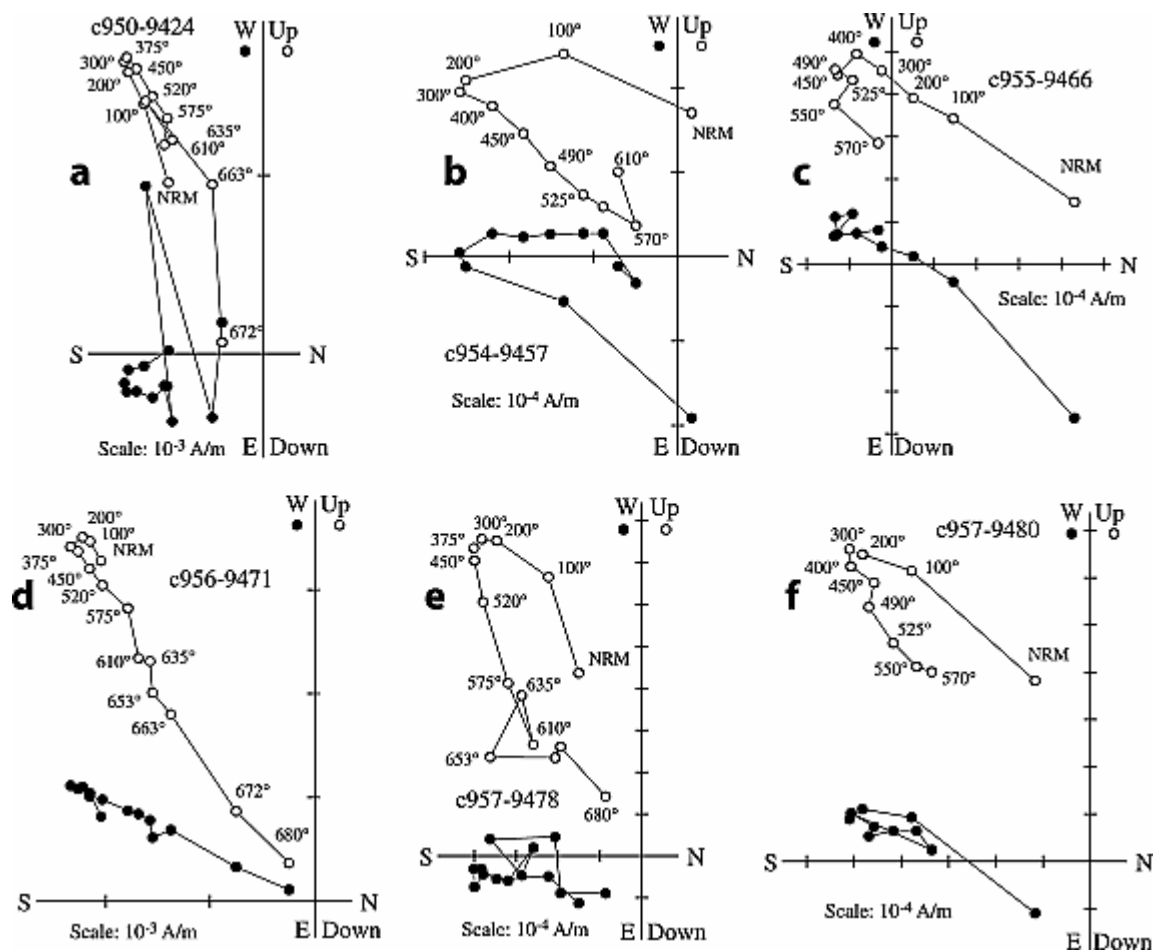 c950-9424
W Up
375°
300°
450°
200°
520°
100°
575°
635°
610°
a
663°
NRM
672°
S N
Scale: 10-3 A/m
E Down
W Up
100°
200°
300°
400°
NRM
450°
b
490°
610°
525°
570°
S N
c954-9457
Scale: 10-4 A/m
E Down
W Up
400°
490°
300°
450°
200°
c955-9466
525°
100°
550°
570°
c
NRM
S N
Scale: 10-4 A/m
E Down
W Up
200°
300°
100°
NRM
375°
c956-9471
450°
d
520°
575°
610°
635°
653°
663°
672°
680°
S N
Scale: 10-3 A/m
E Down
W Up
300°
375°
200°
450°
100°
e
520°
NRM
575°
635°
610°
653°
c957-9478
680°
S N
Scale: 10-4 A/m
E Down
c957-9480
W Up
300°
200°
400°
100°
450°
f
490°
525°
NRM
550°
570°
S N
Scale: 10-4 A/m
E Down